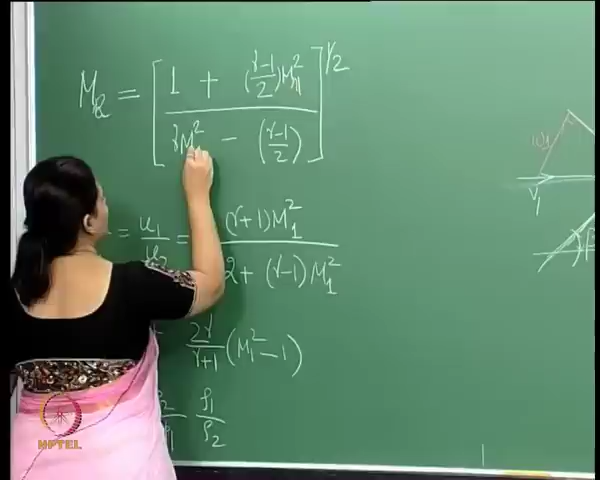 M₂ = [ (1 + ((γ-1)/2) M₁²) / (γM² - ((γ-1)/2)) ]^(1/2)
= u₁/u₂ = (γ+1)M₁² / (2 + (γ-1)M₁²)
2γ/(γ+1) (M₁² - 1)
ρ₁/ρ₂
V₁
β
NPTEL